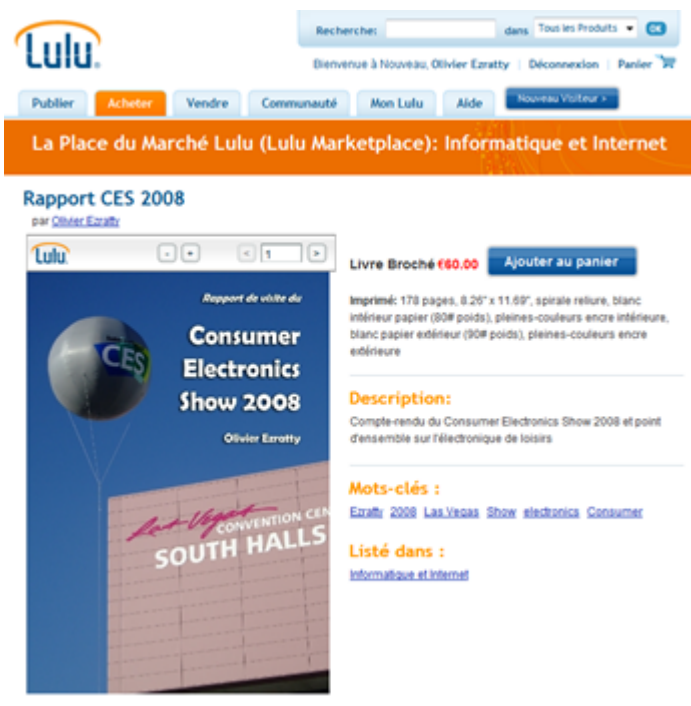 Lulu
Recherche: dans Tous les Produits OK
Bienvenue à Nouveau, Olivier Ezratty | Déconnexion | Panier
Publier Acheter Vendre Communauté Mon Lulu Aide Nouveau Visiteur >
La Place du Marché Lulu (Lulu Marketplace): Informatique et Internet
Rapport CES 2008
par Olivier Ezratty
Lulu - + < 1 >
Rapport de visite du
Consumer
Electronics
Show 2008
Olivier Ezratty
CES
Las Vegas
CONVENTION CEN
SOUTH HALLS
Livre Broché €60.00 Ajouter au panier
Imprimé: 178 pages, 8.26" x 11.69", spirale reliure, blanc
intérieur papier (80# poids), pleines-couleurs encre intérieure,
blanc papier extérieur (90# poids), pleines-couleurs encre
extérieure
Description:
Compte-rendu du Consumer Electronics Show 2008 et point
d'ensemble sur l'électronique de loisirs
Mots-clés :
Ezratty 2008 Las Vegas Show electronics Consumer
Listé dans :
Informatique et Internet